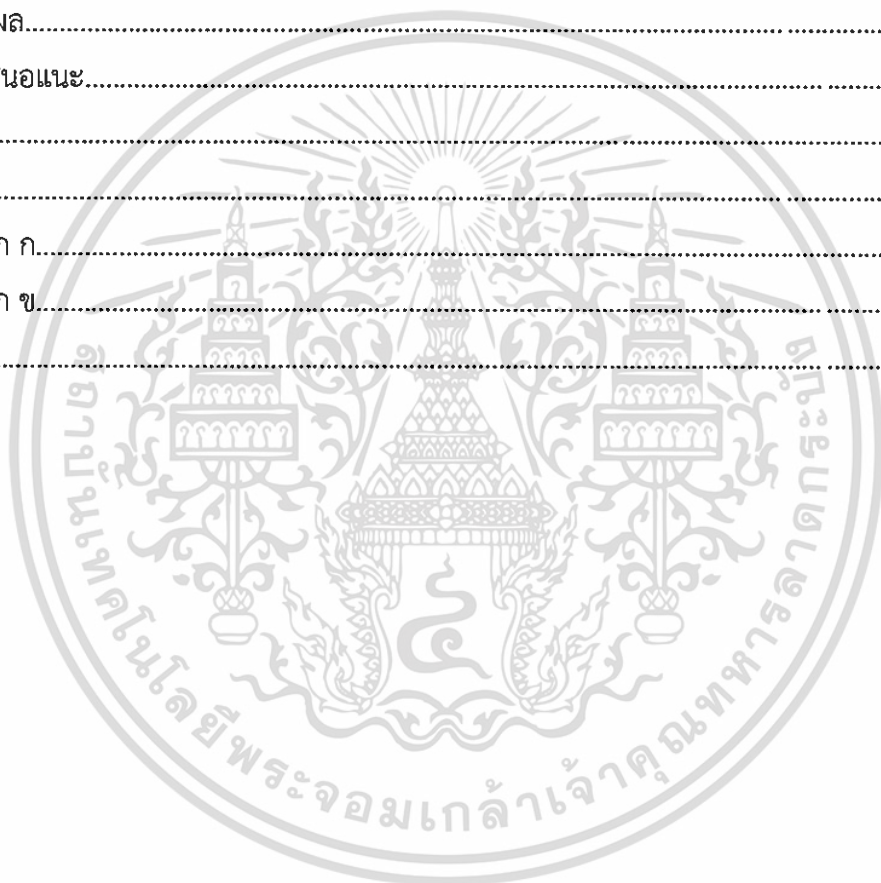 ผล
นอแนะ
ก ก
ก ข
สถาบันเทคโนโลยีพระจอมเกล้าเจ้าคุณทหารลาดกระบัง
๔